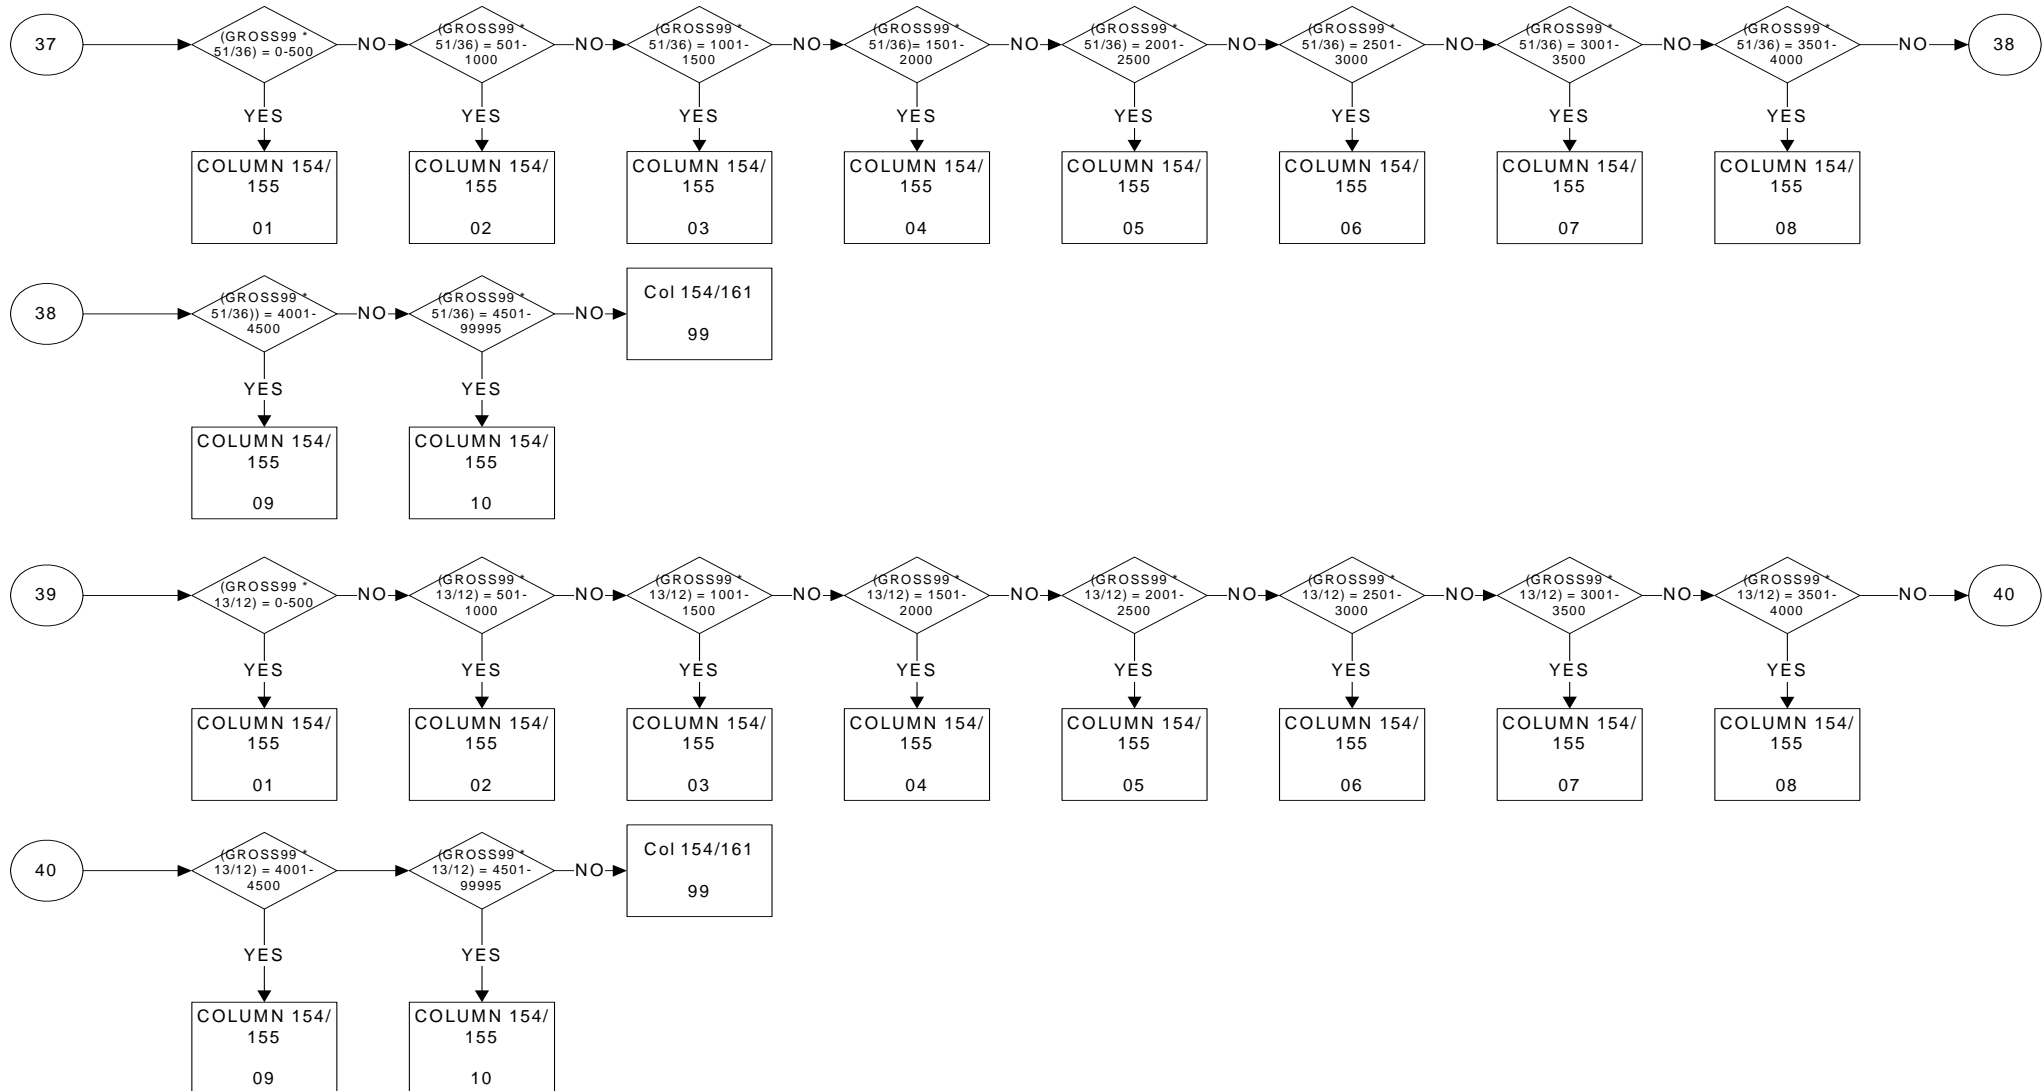 37
(GROSS99 *
51/36) = 0-500
NO
(GROSS99 *
51/36) = 501-
1000
NO
(GROSS99 *
51/36) = 1001-
1500
NO
(GROSS99 *
51/36)= 1501-
2000
NO
(GROSS99 *
51/36) = 2001-
2500
NO
(GROSS99 *
51/36) = 2501-
3000
NO
(GROSS99 *
51/36) = 3001-
3500
NO
(GROSS99 *
51/36) = 3501-
4000
NO
38
YES
YES
YES
YES
YES
YES
YES
YES
COLUMN 154/
155
01
COLUMN 154/
155
02
COLUMN 154/
155
03
COLUMN 154/
155
04
COLUMN 154/
155
05
COLUMN 154/
155
06
COLUMN 154/
155
07
COLUMN 154/
155
08
38
(GROSS99 *
51/36)) = 4001-
4500
NO
(GROSS99 *
51/36) = 4501-
99995
NO
Col 154/161
99
YES
YES
COLUMN 154/
155
09
COLUMN 154/
155
10
39
(GROSS99 *
13/12) = 0-500
NO
(GROSS99 *
13/12) = 501-
1000
NO
(GROSS99 *
13/12) = 1001-
1500
NO
(GROSS99 *
13/12) = 1501-
2000
NO
(GROSS99 *
13/12) = 2001-
2500
NO
(GROSS99 *
13/12) = 2501-
3000
NO
(GROSS99 *
13/12) = 3001-
3500
NO
(GROSS99 *
13/12) = 3501-
4000
NO
40
YES
YES
YES
YES
YES
YES
YES
YES
COLUMN 154/
155
01
COLUMN 154/
155
02
COLUMN 154/
155
03
COLUMN 154/
155
04
COLUMN 154/
155
05
COLUMN 154/
155
06
COLUMN 154/
155
07
COLUMN 154/
155
08
40
(GROSS99 *
13/12) = 4001-
4500
(GROSS99 *
13/12) = 4501-
99995
NO
Col 154/161
99
YES
YES
COLUMN 154/
155
09
COLUMN 154/
155
10